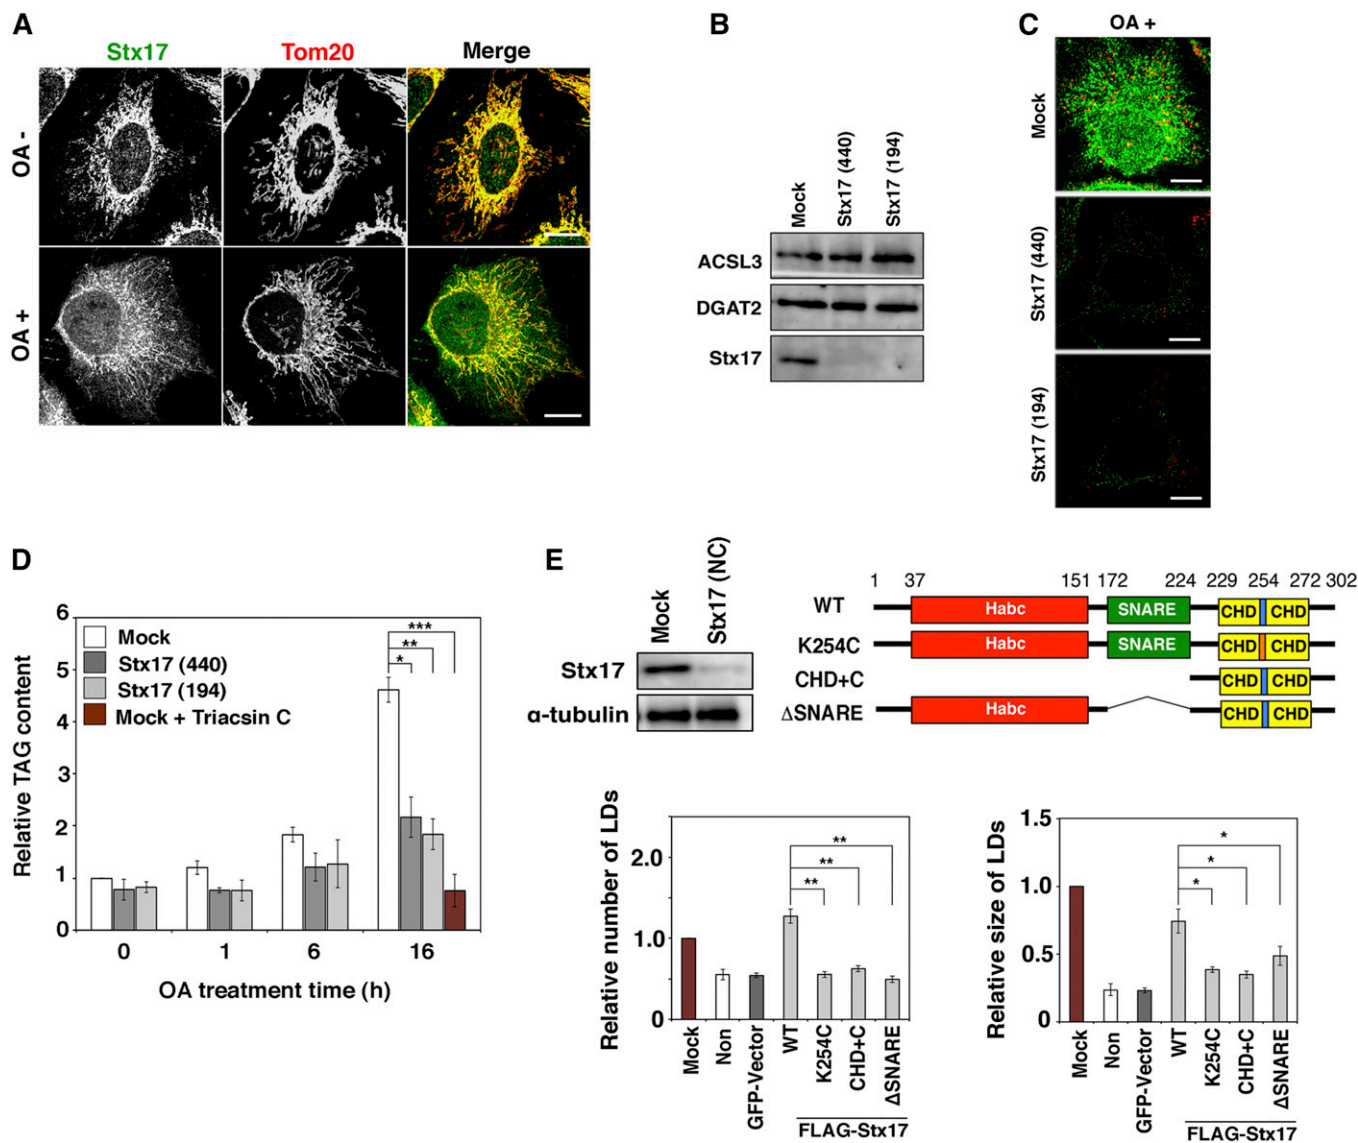 A
Stx17
Tom20
Merge
OA -
OA +
B
Mock
Stx17 (440)
Stx17 (194)
ACSL3
DGAT2
Stx17
C
OA +
Mock
Stx17 (440)
Stx17 (194)
D
Relative TAG content
6
5
4
3
2
1
0
Mock
Stx17 (440)
Stx17 (194)
Mock + Triacsin C
***
**
*
0 1 6 16
OA treatment time (h)
E
Mock
Stx17 (NC)
Stx17
α-tubulin
1 37 151 172 224 229 254 272 302
WT Habc SNARE CHD CHD
K254C Habc SNARE CHD CHD
CHD+C CHD CHD
ΔSNARE Habc CHD CHD
Relative number of LDs
2.0
1.0
0
**
**
**
Mock
Non
GFP-Vector
WT
K254C
CHD+C
ΔSNARE
FLAG-Stx17
Relative size of LDs
1.5
1.0
0.5
0
*
*
*
Mock
Non
GFP-Vector
WT
K254C
CHD+C
ΔSNARE
FLAG-Stx17